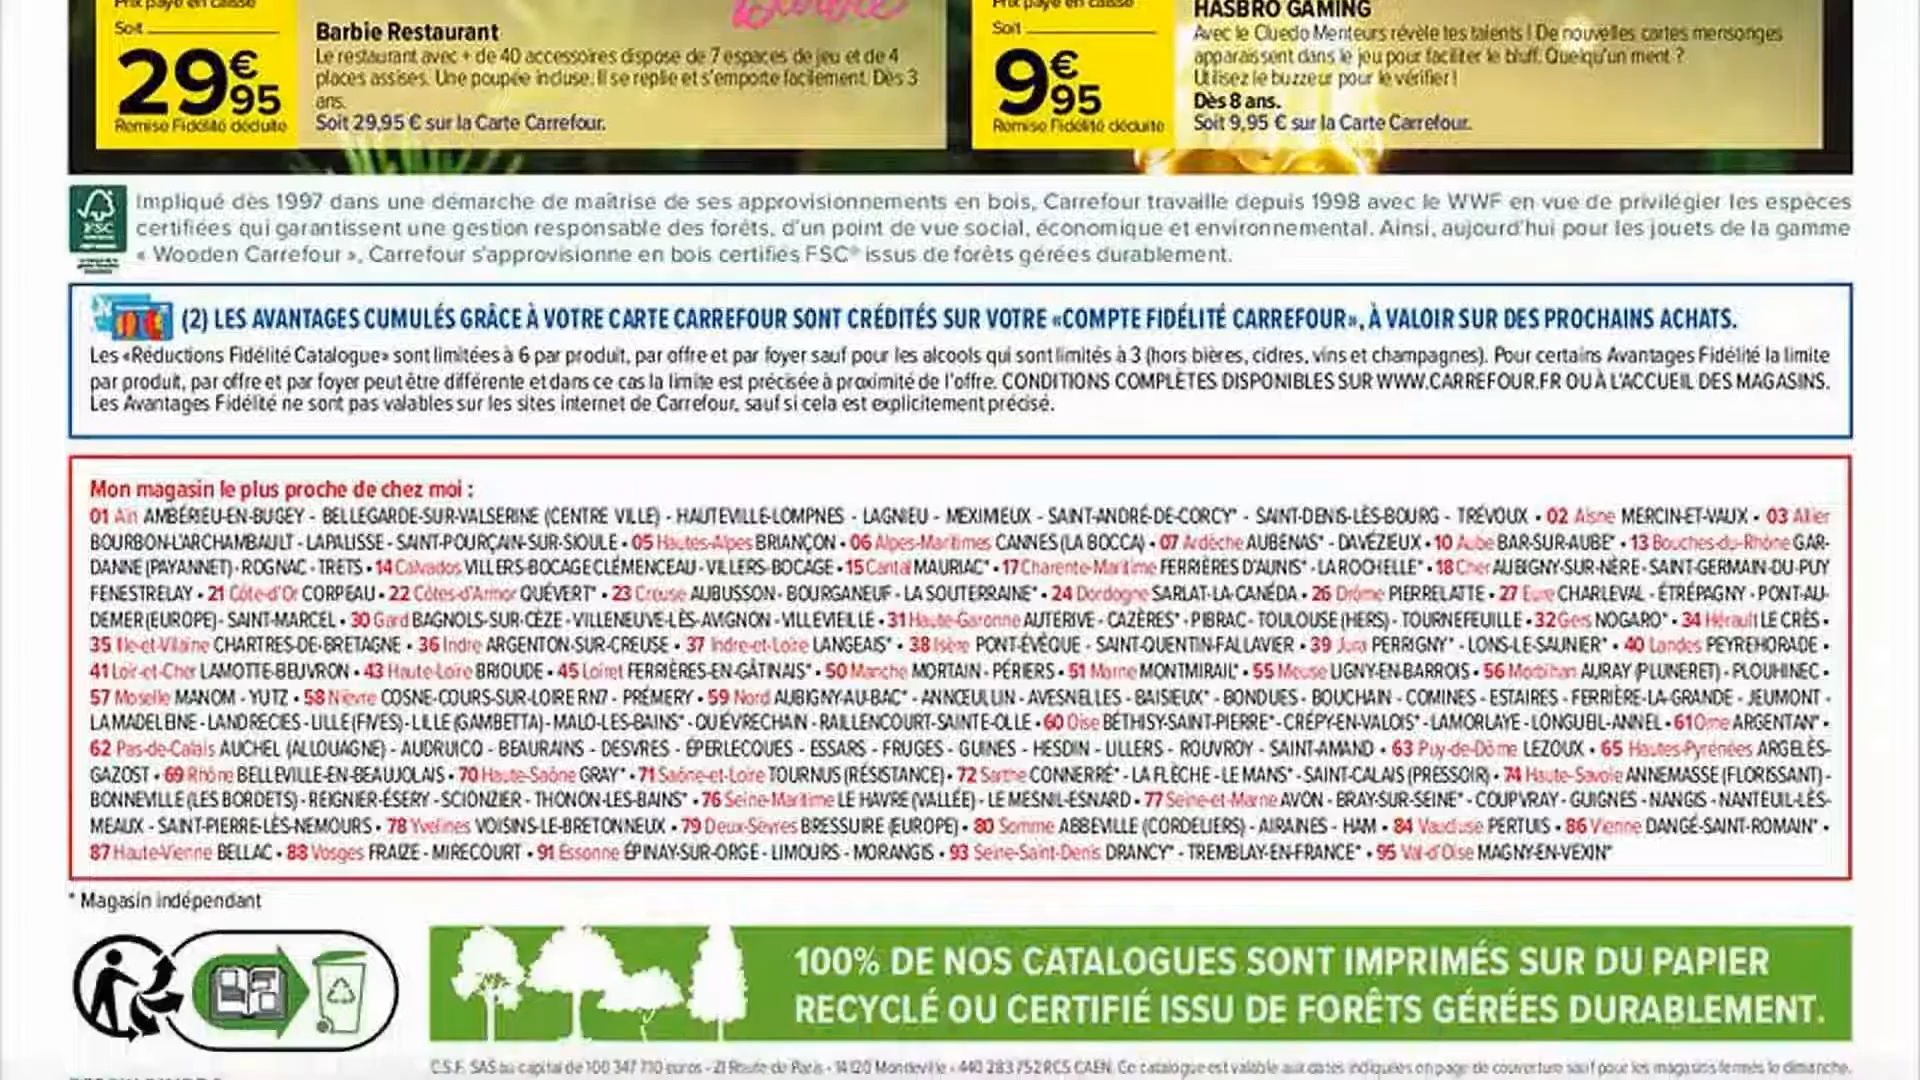 Prix payé en caisse
Soit
29€95
Remise Fidélité déduite
Barbie Restaurant
Le restaurant avec + de 40 accessoires dispose de 7 espaces de jeu et de 4
places assises. Une poupée incluse. Il se replie et s'emporte facilement. Dès 3
ans.
Soit 29,95 € sur la Carte Carrefour.
Barbie
Prix payé en caisse
Soit
9€95
Remise Fidélité déduite
HASBRO GAMING
Avec le Cluedo Menteurs révèle tes talents ! De nouvelles cartes mensonges
apparaissent dans le jeu pour faciliter le bluff. Quelqu'un ment ?
Utilisez le buzzeur pour le vérifier !
Dès 8 ans.
Soit 9,95 € sur la Carte Carrefour.
FSC
Impliqué dès 1997 dans une démarche de maîtrise de ses approvisionnements en bois, Carrefour travaille depuis 1998 avec le WWF en vue de privilégier les espèces
certifiées qui garantissent une gestion responsable des forêts, d'un point de vue social, économique et environnemental. Ainsi, aujourd'hui pour les jouets de la gamme
« Wooden Carrefour », Carrefour s'approvisionne en bois certifiés FSC® issus de forêts gérées durablement.
(2) LES AVANTAGES CUMULÉS GRÂCE À VOTRE CARTE CARREFOUR SONT CRÉDITÉS SUR VOTRE «COMPTE FIDÉLITÉ CARREFOUR», À VALOIR SUR DES PROCHAINS ACHATS.
Les «Réductions Fidélité Catalogue» sont limitées à 6 par produit, par offre et par foyer sauf pour les alcools qui sont limités à 3 (hors bières, cidres, vins et champagnes). Pour certains Avantages Fidélité la limite
par produit, par offre et par foyer peut être différente et dans ce cas la limite est précisée à proximité de l'offre. CONDITIONS COMPLÈTES DISPONIBLES SUR WWW.CARREFOUR.FR OU À L'ACCUEIL DES MAGASINS.
Les Avantages Fidélité ne sont pas valables sur les sites internet de Carrefour, sauf si cela est explicitement précisé.
Mon magasin le plus proche de chez moi :
01 Ain AMBÉRIEU-EN-BUGEY - BELLEGARDE-SUR-VALSERINE (CENTRE VILLE) - HAUTEVILLE-LOMPNES - LAGNIEU - MEXIMIEUX - SAINT-ANDRÉ-DE-CORCY* - SAINT-DENIS-LÈS-BOURG - TRÉVOUX • 02 Aisne MERCIN-ET-VAUX • 03 Allier
BOURBON-L'ARCHAMBAULT - LAPALISSE - SAINT-POURÇAIN-SUR-SIOULE • 05 Hautes-Alpes BRIANÇON • 06 Alpes-Maritimes CANNES (LA BOCCA) • 07 Ardèche AUBENAS* - DAVÉZIEUX • 10 Aube BAR-SUR-AUBE* • 13 Bouches-du-Rhône GAR-
DANNE (PAYANNET) - ROGNAC - TRETS • 14 Calvados VILLERS-BOCAGE CLÉMENCEAU - VILLERS-BOCAGE • 15 Cantal MAURIAC* • 17 Charente-Maritime FERRIÈRES D'AUNIS* - LA ROCHELLE* • 18 Cher AUBIGNY-SUR-NÈRE - SAINT-GERMAIN-DU-PUY
FENESTRELAY • 21 Côte-d'Or CORPEAU • 22 Côtes-d'Armor QUÉVERT* • 23 Creuse AUBUSSON - BOURGANEUF - LA SOUTERRAINE* • 24 Dordogne SARLAT-LA-CANÉDA • 26 Drôme PIERRELATTE • 27 Eure CHARLEVAL - ÉTRÉPAGNY - PONT-AU-
DEMER (EUROPE) - SAINT-MARCEL • 30 Gard BAGNOLS-SUR-CÈZE - VILLENEUVE-LÈS-AVIGNON - VILLEVIEILLE • 31 Haute-Garonne AUTERIVE - CAZÈRES* - PIBRAC - TOULOUSE (HERS) - TOURNEFEUILLE • 32 Gers NOGARO* • 34 Hérault LE CRÈS •
35 Ille-et-Vilaine CHARTRES-DE-BRETAGNE • 36 Indre ARGENTON-SUR-CREUSE • 37 Indre-et-Loire LANGEAIS* • 38 Isère PONT-ÉVÊQUE - SAINT-QUENTIN-FALLAVIER • 39 Jura PERRIGNY* - LONS-LE-SAUNIER* • 40 Landes PEYREHORADE •
41 Loir-et-Cher LAMOTTE-BEUVRON • 43 Haute-Loire BRIOUDE • 45 Loiret FERRIÈRES-EN-GÂTINAIS* • 50 Manche MORTAIN - PÉRIERS • 51 Marne MONTMIRAIL* • 55 Meuse LIGNY-EN-BARROIS • 56 Morbihan AURAY (PLUNERET) - PLOUHINEC •
57 Moselle MANOM - YUTZ • 58 Nièvre COSNE-COURS-SUR-LOIRE RN7 - PRÉMERY • 59 Nord AUBIGNY-AU-BAC* - ANNŒULLIN - AVESNELLES - BAISIEUX* - BONDUES - BOUCHAIN - COMINES - ESTAIRES - FERRIÈRE-LA-GRANDE - JEUMONT -
LA MADELEINE - LANDRECIES - LILLE (FIVES) - LILLE (GAMBETTA) - MALO-LES-BAINS* - QUIÉVRECHAIN - RAILLENCOURT-SAINTE-OLLE • 60 Oise BÉTHISY-SAINT-PIERRE* - CRÉPY-EN-VALOIS* - LAMORLAYE - LONGUEIL-ANNEL • 61 Orne ARGENTAN* •
62 Pas-de-Calais AUCHEL (ALLOUAGNE) - AUDRUICQ - BEAURAINS - DESVRES - ÉPERLECQUES - ESSARS - FRUGES - GUINES - HESDIN - LILLERS - ROUVROY - SAINT-AMAND • 63 Puy-de-Dôme LEZOUX • 65 Hautes-Pyrénées ARGELÈS-
GAZOST • 69 Rhône BELLEVILLE-EN-BEAUJOLAIS • 70 Haute-Saône GRAY* • 71 Saône-et-Loire TOURNUS (RÉSISTANCE) • 72 Sarthe CONNERRÉ* - LA FLÈCHE - LE MANS* - SAINT-CALAIS (PRESSOIR) • 74 Haute-Savoie ANNEMASSE (FLORISSANT) -
BONNEVILLE (LES BORDETS) - REIGNIER-ÉSERY - SCIONZIER - THONON-LES-BAINS* • 76 Seine-Maritime LE HAVRE (VALLÉE) - LE MESNIL-ESNARD • 77 Seine-et-Marne AVON - BRAY-SUR-SEINE* - COUPVRAY - GUIGNES - NANGIS - NANTEUIL-LÈS-
MEAUX - SAINT-PIERRE-LÈS-NEMOURS • 78 Yvelines VOISINS-LE-BRETONNEUX • 79 Deux-Sèvres BRESSUIRE (EUROPE) • 80 Somme ABBEVILLE (CORDELIERS) - AIRAINES - HAM • 84 Vaucluse PERTUIS • 86 Vienne DANGÉ-SAINT-ROMAIN* •
87 Haute-Vienne BELLAC • 88 Vosges FRAIZE - MIRECOURT • 91 Essonne ÉPINAY-SUR-ORGE - LIMOURS - MORANGIS • 93 Seine-Saint-Denis DRANCY* - TREMBLAY-EN-FRANCE* • 95 Val-d'Oise MAGNY-EN-VEXIN*
* Magasin indépendant
100% DE NOS CATALOGUES SONT IMPRIMÉS SUR DU PAPIER
RECYCLÉ OU CERTIFIÉ ISSU DE FORÊTS GÉRÉES DURABLEMENT.
C.S.F. SAS au capital de 100 347 710 euros - ZI Route de Paris - 14120 Mondeville - 440 283 752 RCS CAEN. Ce catalogue est valable aux dates indiquées en page de couverture sauf pour les magasins fermés le dimanche.